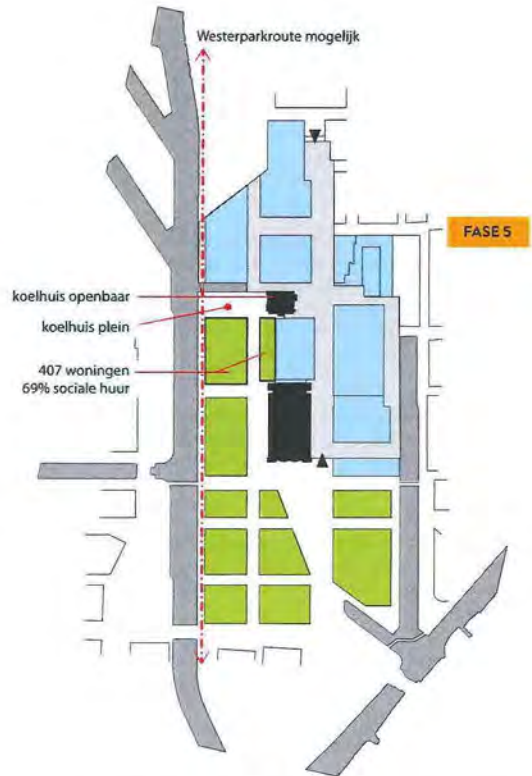 Westerparkroute mogelijk
FASE 5
koelhuis openbaar
koelhuis plein
407 woningen
69% sociale huur